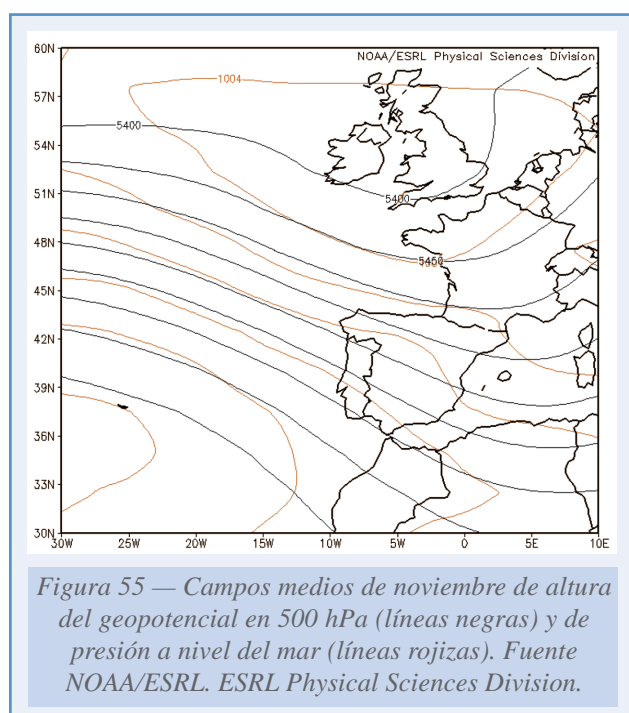 60N
NOAA/ESRL Physical Sciences Division
1004
57N
5400
54N
51N
5400
48N
5450
45N
42N
39N
36N
33N
30N
30W 25W 20W 15W 10W 5W 0 5E 10E
Figura 55 — Campos medios de noviembre de altura
del geopotencial en 500 hPa (líneas negras) y de
presión a nivel del mar (líneas rojizas). Fuente
NOAA/ESRL. ESRL Physical Sciences Division.